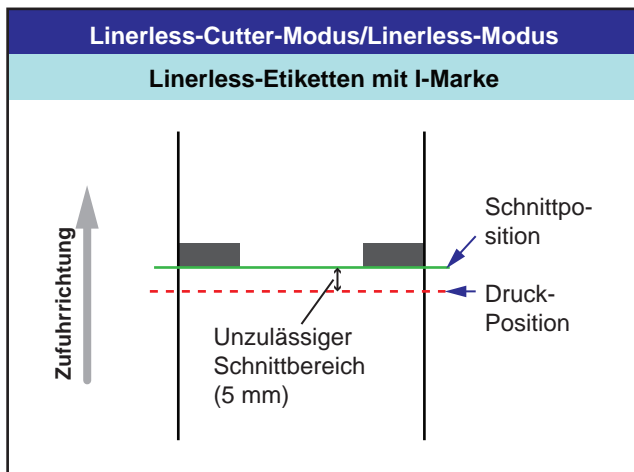 Linerless-Cutter-Modus/Linerless-Modus
Linerless-Etiketten mit I-Marke
Zufuhrrichtung
Schnittpo-
sition
Druck-
Position
Unzulässiger
Schnittbereich
(5 mm)